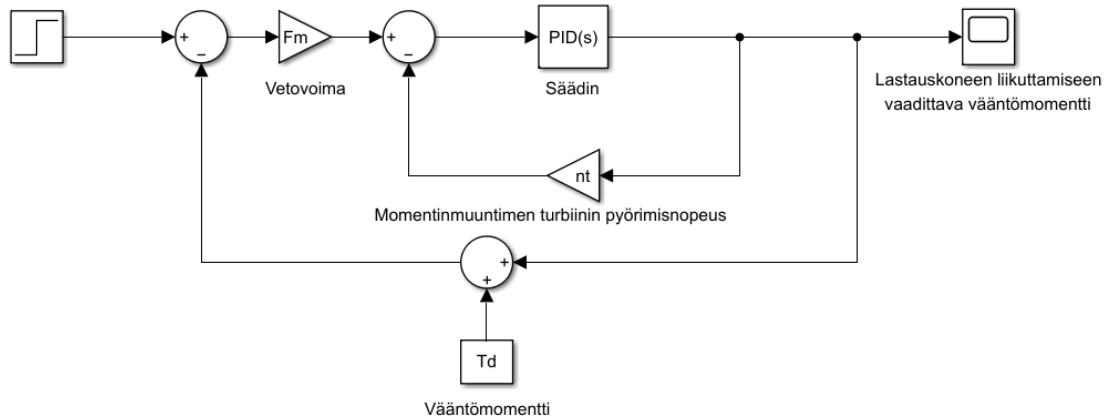 +
−
Fm
Vetovoima
+
−
PID(s)
Säädin
Lastauskoneen liikuttamiseen
vaadittava vääntömomentti
nt
Momentinmuuntimen turbiinin pyörimisnopeus
+
+
Td
Vääntömomentti